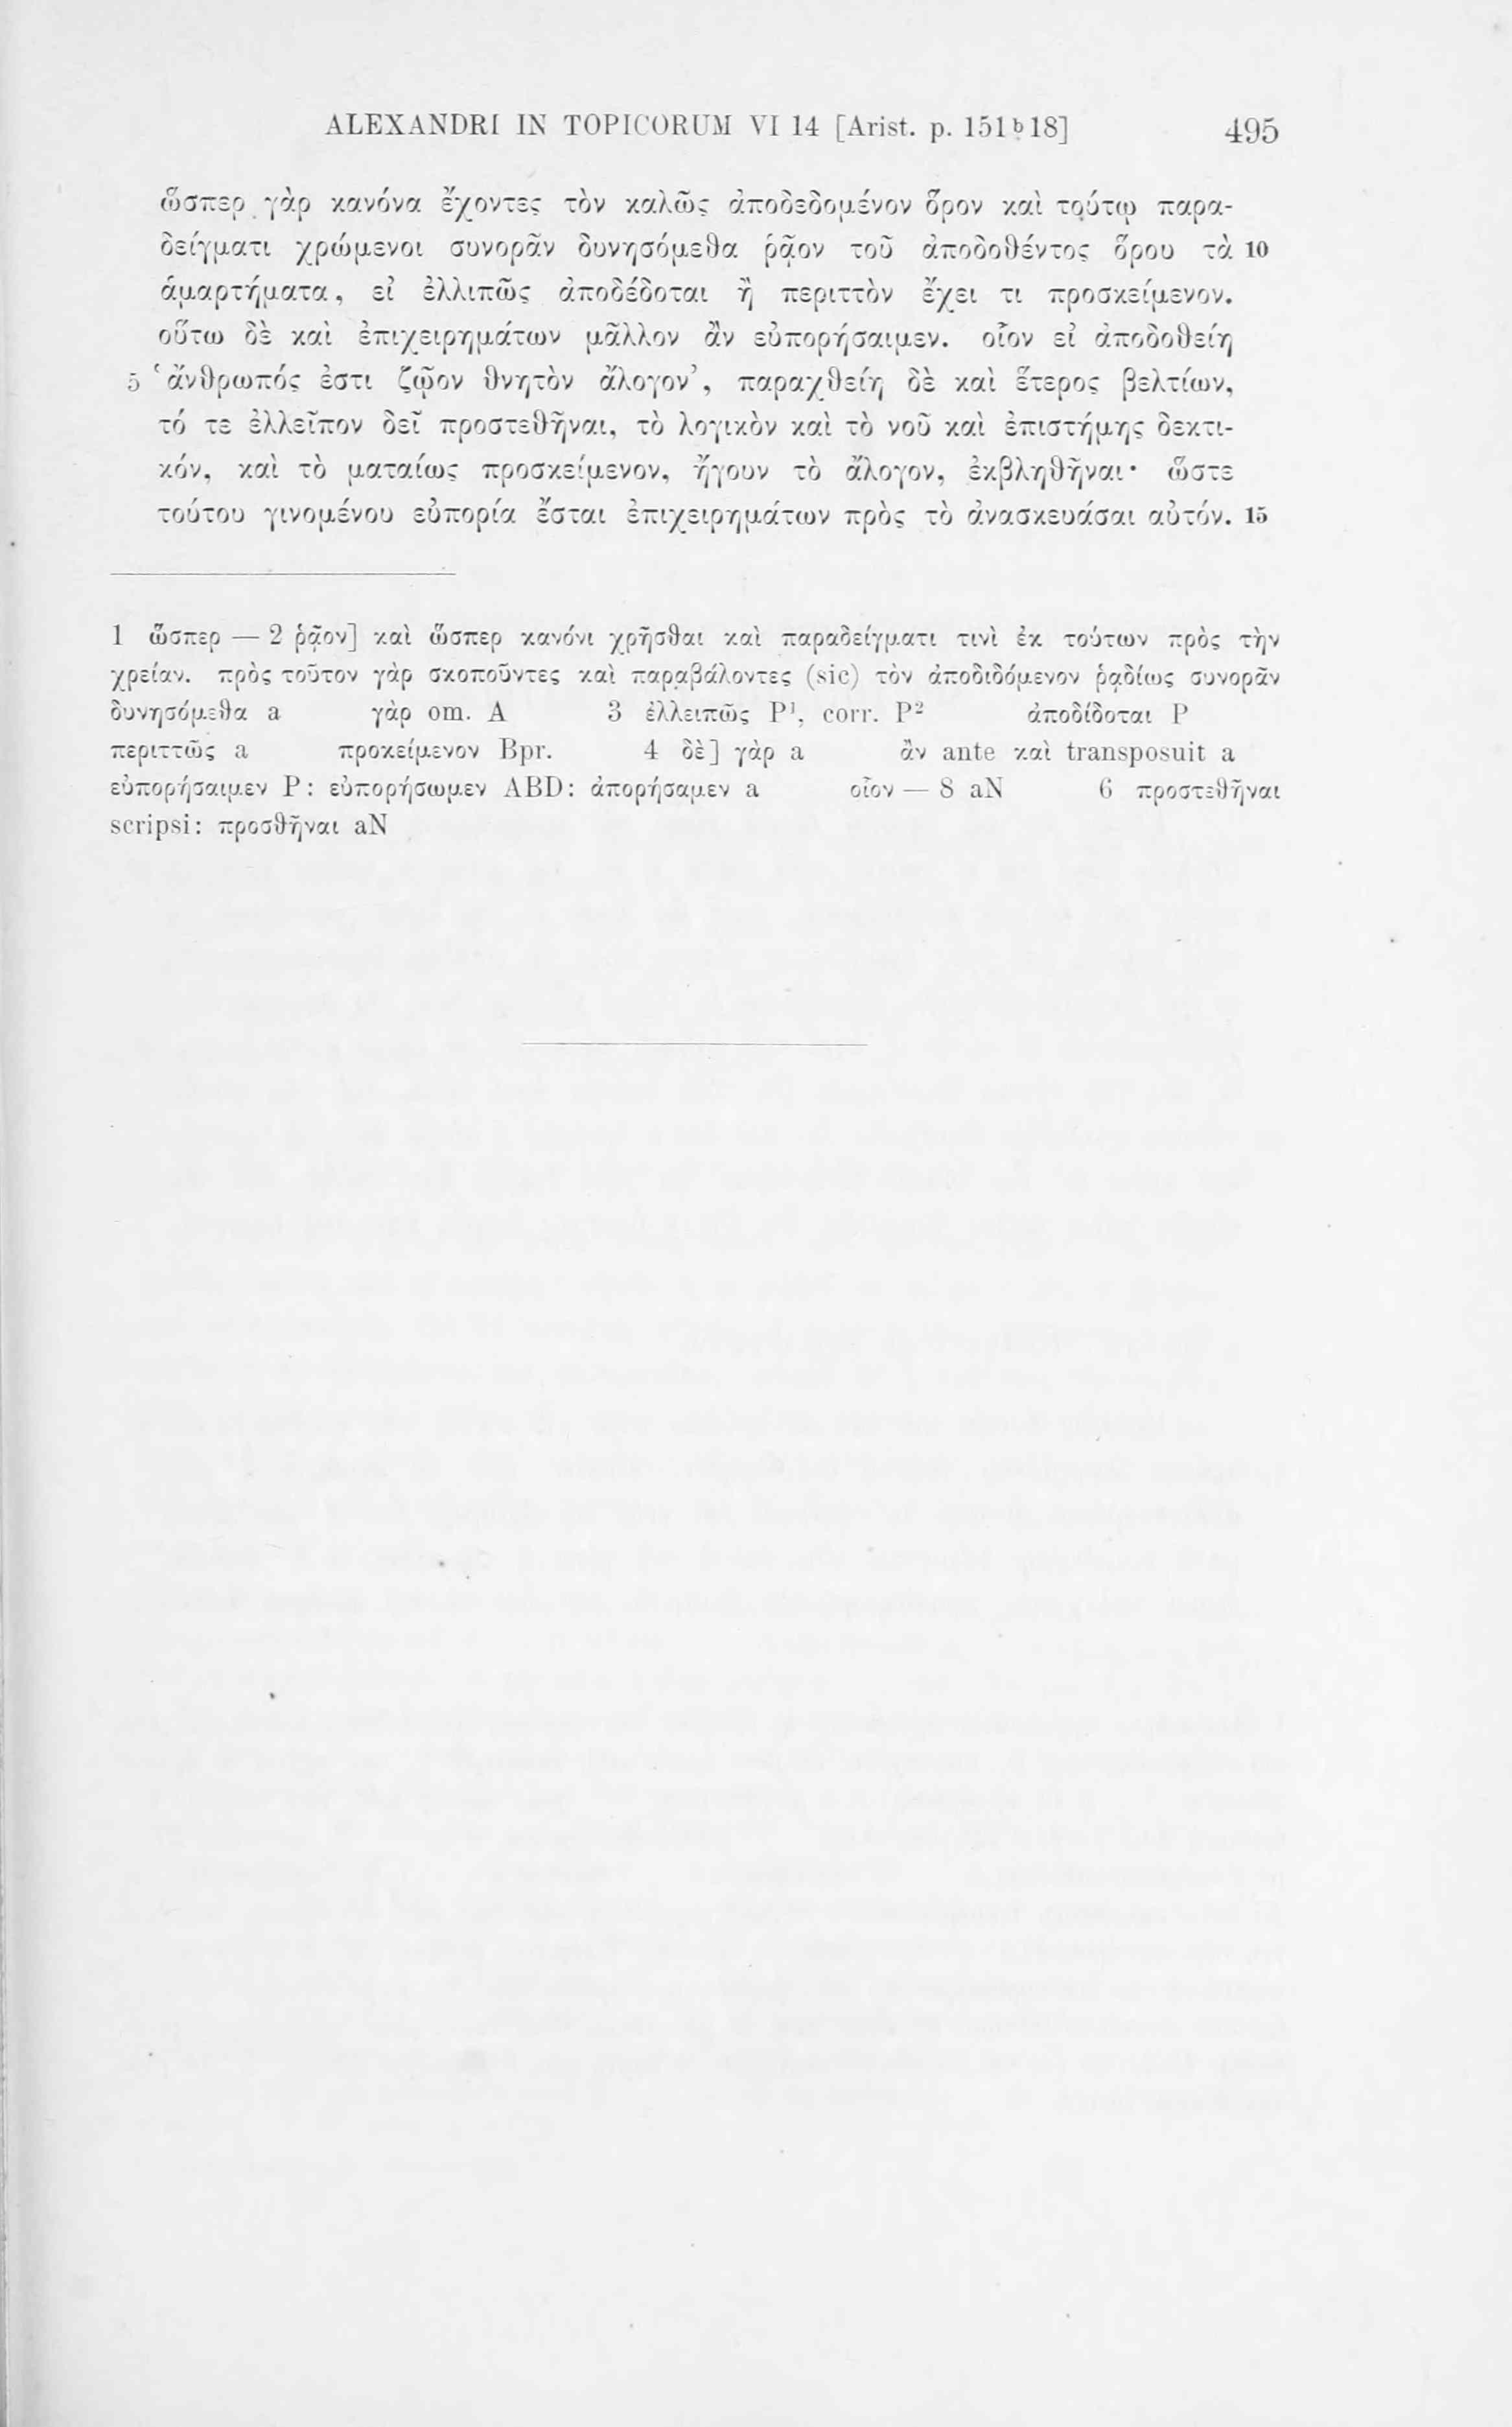 ALEXANDRI IN TOPICORUM VI 14 [Arist. p. 151ᵇ18] 495
ὥσπερ γὰρ κανόνα ἔχοντες τὸν καλῶς ἀποδεδομένον ὅρον καὶ τούτῳ παρα-
δείγματι χρώμενοι συνορᾶν δυνησόμεθα ῥᾷον τοῦ ἀποδοθέντος ὅρου τὰ 10
ἁμαρτήματα, εἰ ἐλλιπῶς ἀποδέδοται ἢ περιττὸν ἔχει τι προσκείμενον.
οὕτω δὲ καὶ ἐπιχειρημάτων μᾶλλον ἂν εὐπορήσαιμεν. οἷον εἰ ἀποδοθείη
5 ‘ἄνθρωπός ἐστι ζῷον θνητὸν ἄλογον’, παραχθείη δὲ καὶ ἕτερος βελτίων,
τό τε ἐλλεῖπον δεῖ προστεθῆναι, τὸ λογικὸν καὶ τὸ νοῦ καὶ ἐπιστήμης δεκτι-
κόν, καὶ τὸ ματαίως προσκείμενον, ἤγουν τὸ ἄλογον, ἐκβληθῆναι· ὥστε
τούτου γινομένου εὐπορία ἔσται ἐπιχειρημάτων πρὸς τὸ ἀνασκευάσαι αὐτόν. 15
1 ὥσπερ — 2 ῥᾷον] καὶ ὥσπερ κανόνι χρῆσθαι καὶ παραδείγματι τινὶ ἐκ τούτων πρὸς τὴν
χρείαν. πρὸς τοῦτον γὰρ σκοποῦντες καὶ παραβάλοντες (sic) τὸν ἀποδιδόμενον ῥᾳδίως συνορᾶν
δυνησόμεθα a γὰρ om. A 3 ἐλλειπῶς P¹, corr. P² ἀποδίδοται P
περιττῶς a προκείμενον Bpr. 4 δὲ] γὰρ a ἂν ante καὶ transposuit a
εὐπορήσαιμεν P: εὐπορήσωμεν ABD: ἀπορήσαμεν a οἷον — 8 aN 6 προστεθῆναι
scripsi: προσθῆναι aN